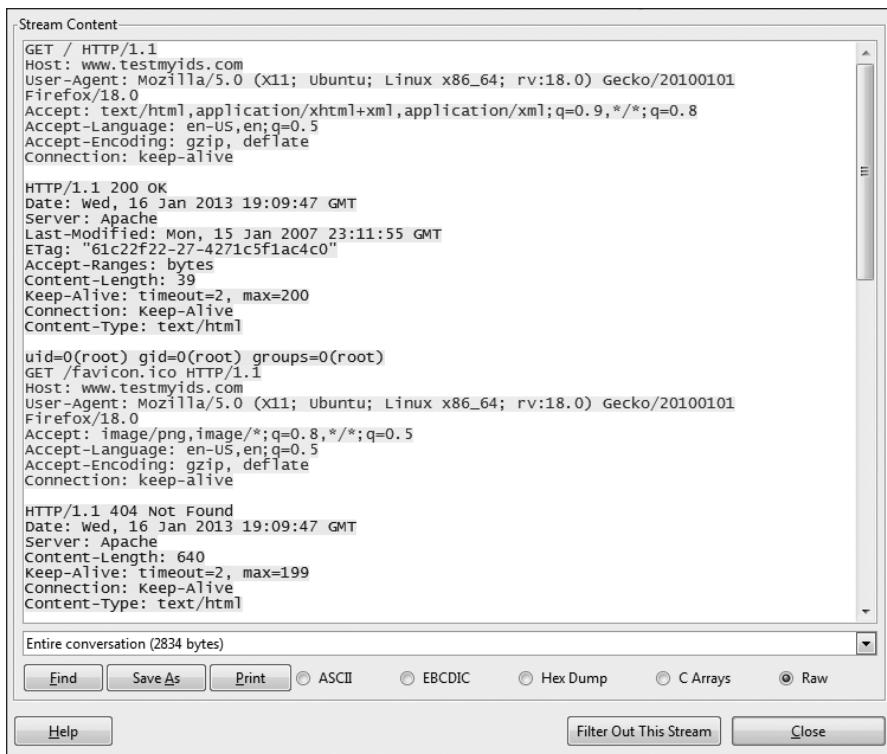 Stream Content
GET / HTTP/1.1
Host: www.testmyids.com
User-Agent: Mozilla/5.0 (X11; Ubuntu; Linux x86_64; rv:18.0) Gecko/20100101
Firefox/18.0
Accept: text/html,application/xhtml+xml,application/xml;q=0.9,*/*;q=0.8
Accept-Language: en-US,en;q=0.5
Accept-Encoding: gzip, deflate
Connection: keep-alive
HTTP/1.1 200 OK
Date: Wed, 16 Jan 2013 19:09:47 GMT
Server: Apache
Last-Modified: Mon, 15 Jan 2007 23:11:55 GMT
ETag: "61c22f22-27-4271c5f1ac4c0"
Accept-Ranges: bytes
Content-Length: 39
Keep-Alive: timeout=2, max=200
Connection: Keep-Alive
Content-Type: text/html
uid=0(root) gid=0(root) groups=0(root)
GET /favicon.ico HTTP/1.1
Host: www.testmyids.com
User-Agent: Mozilla/5.0 (X11; Ubuntu; Linux x86_64; rv:18.0) Gecko/20100101
Firefox/18.0
Accept: image/png,image/*;q=0.8,*/*;q=0.5
Accept-Language: en-US,en;q=0.5
Accept-Encoding: gzip, deflate
Connection: keep-alive
HTTP/1.1 404 Not Found
Date: Wed, 16 Jan 2013 19:09:47 GMT
Server: Apache
Content-Length: 640
Keep-Alive: timeout=2, max=199
Connection: Keep-Alive
Content-Type: text/html
Entire conversation (2834 bytes)
Find Save As Print ASCII EBCDIC Hex Dump C Arrays Raw
Help Filter Out This Stream Close